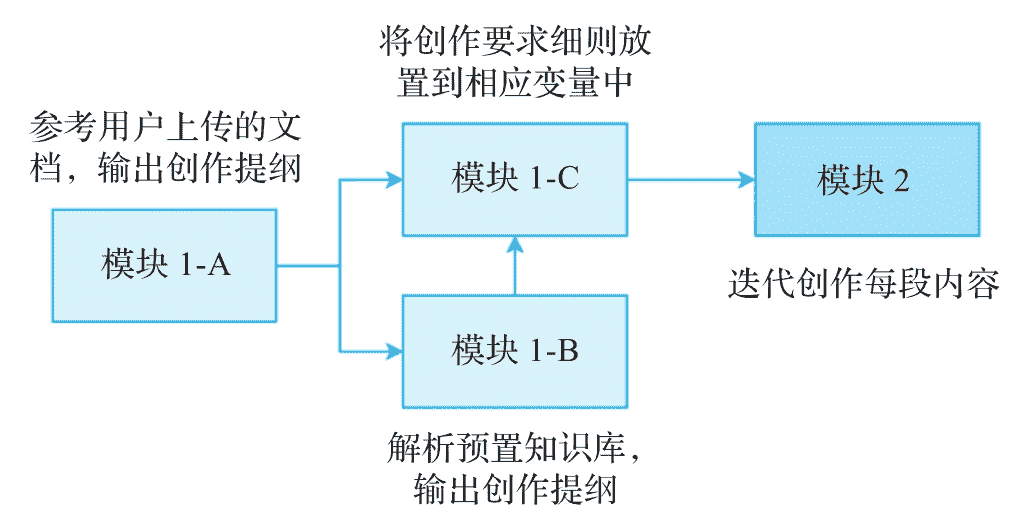 将创作要求细则放
置到相应变量中
参考用户上传的文
档，输出创作提纲
模块 1-C
模块 2
模块 1-A
迭代创作每段内容
模块 1-B
解析预置知识库，
输出创作提纲